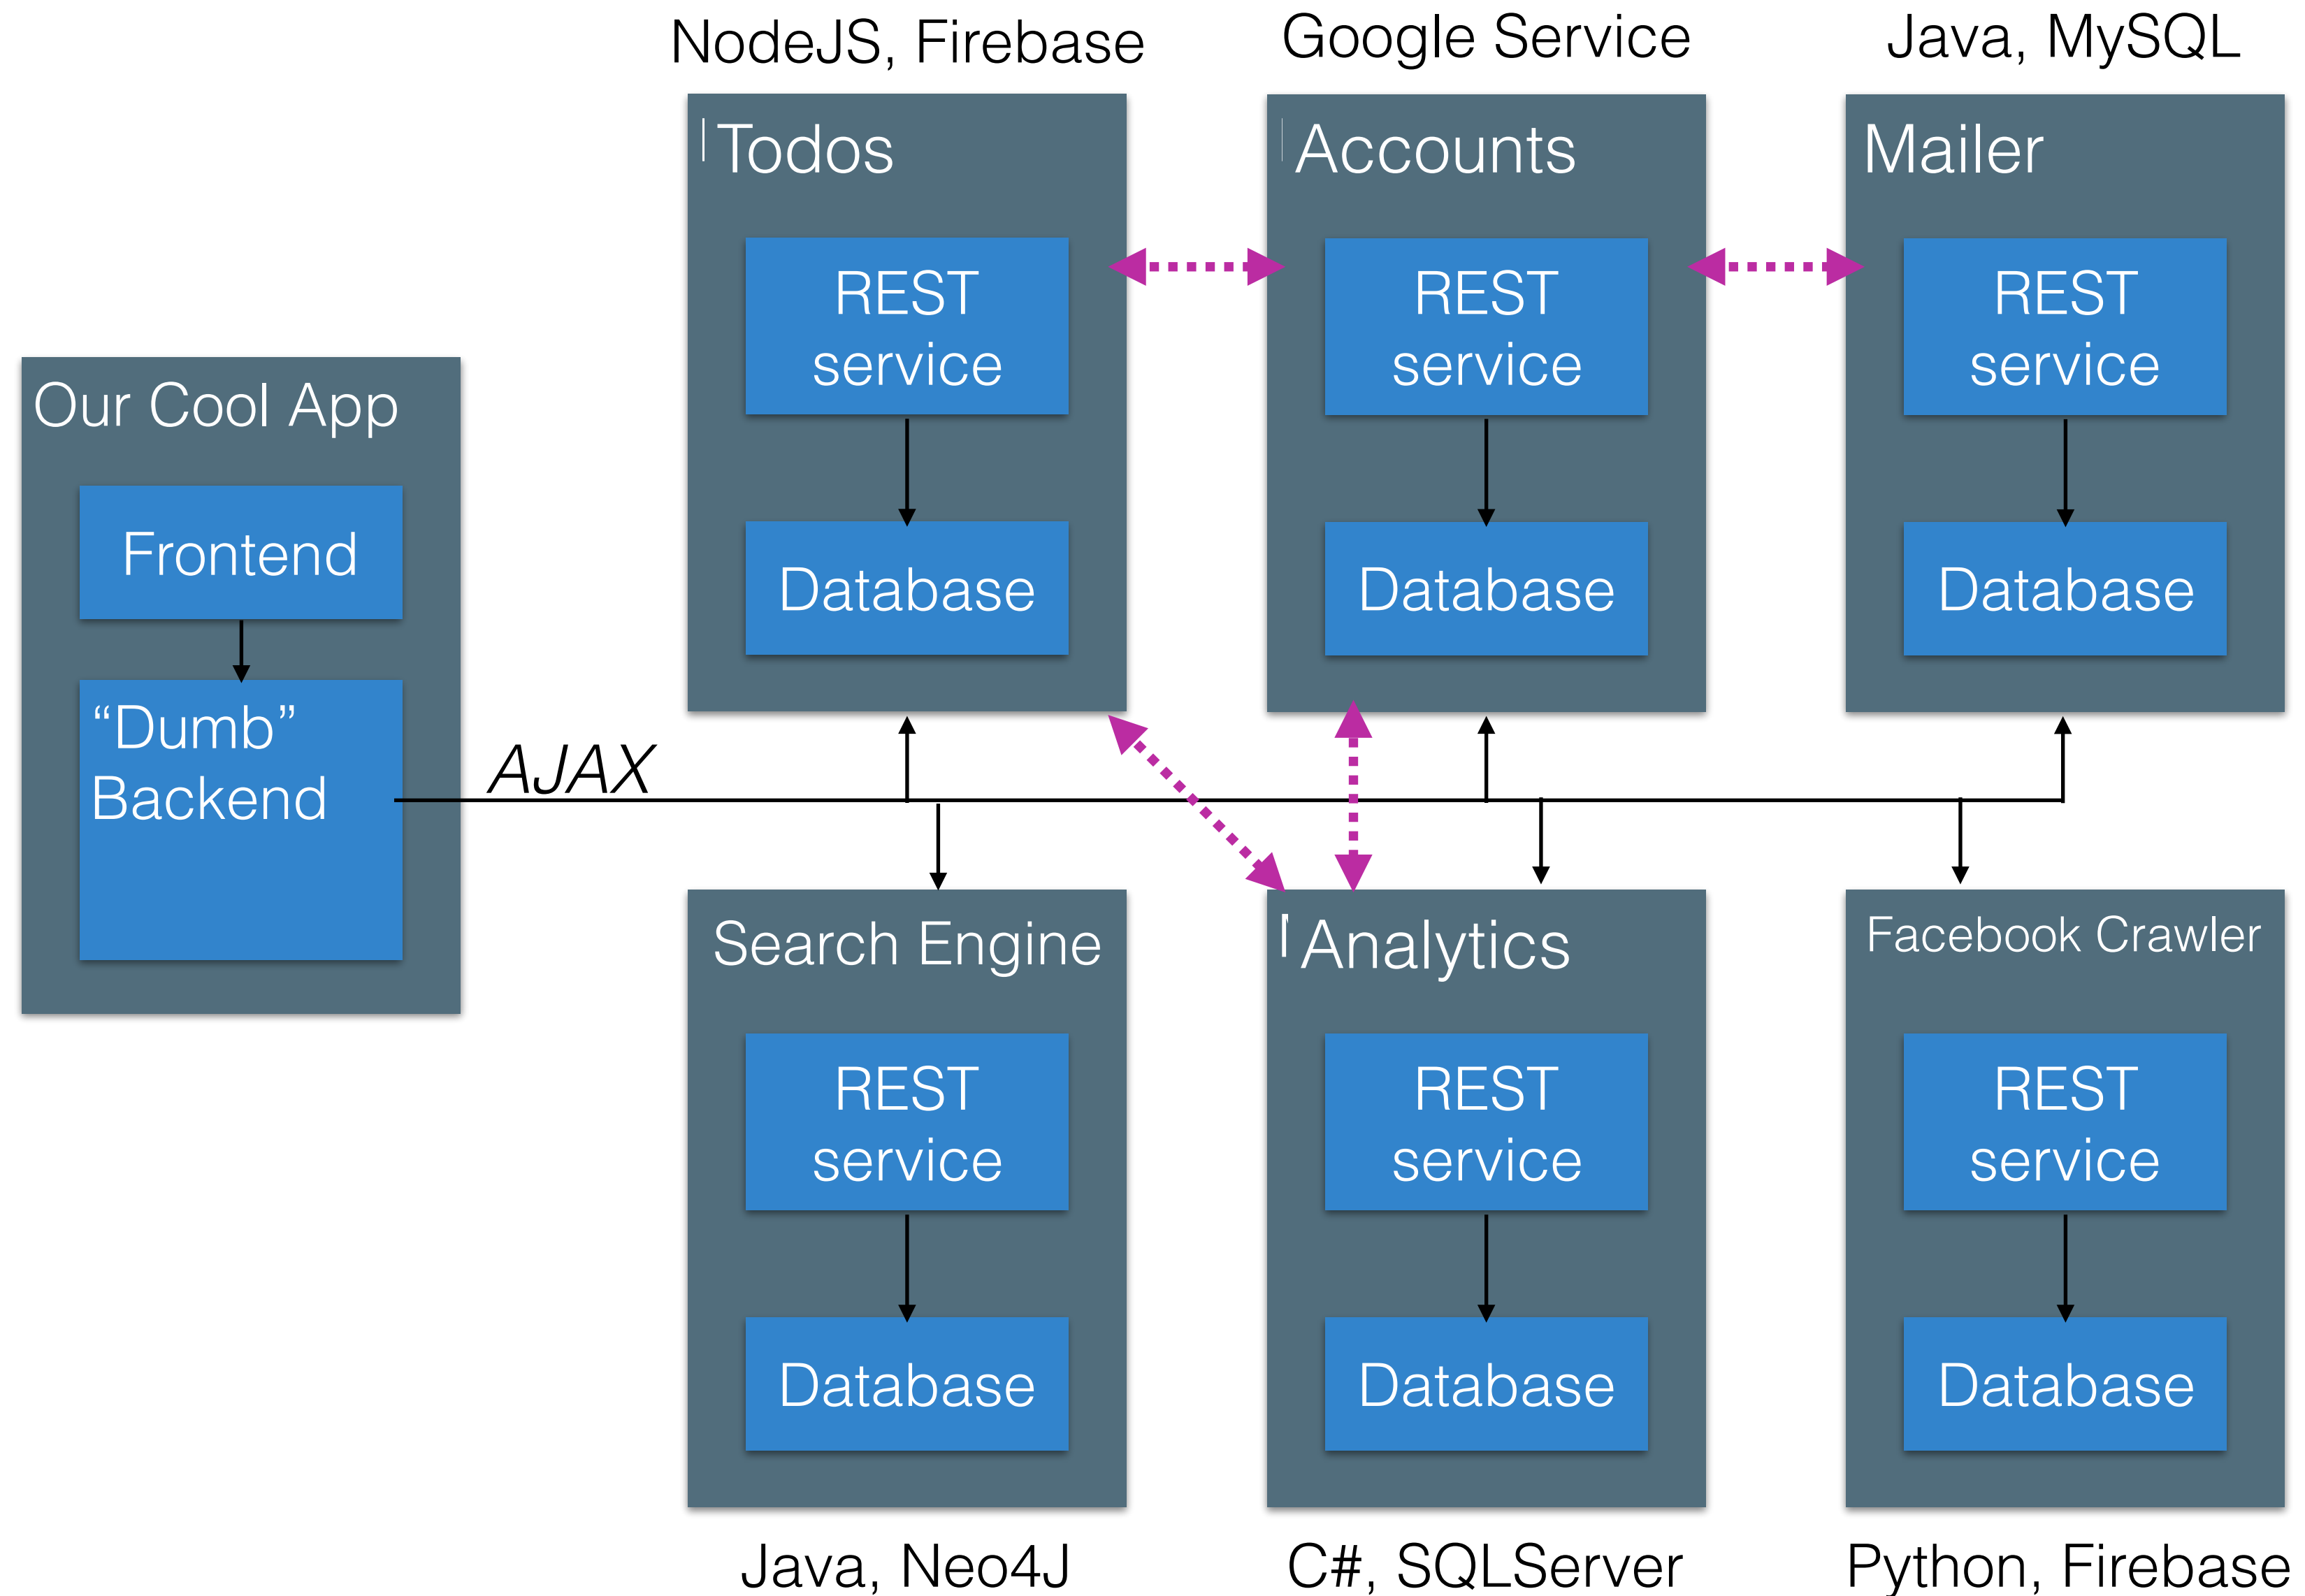 NodeJS, Firebase
Google Service
Java, MySQL
Todos
REST
service
Database
Accounts
REST
service
Database
Mailer
REST
service
Database
Our Cool App
Frontend
“Dumb”
Backend
AJAX
Search Engine
REST
service
Database
Analytics
REST
service
Database
Facebook Crawler
REST
service
Database
Java, Neo4J
C#, SQLServer
Python, Firebase